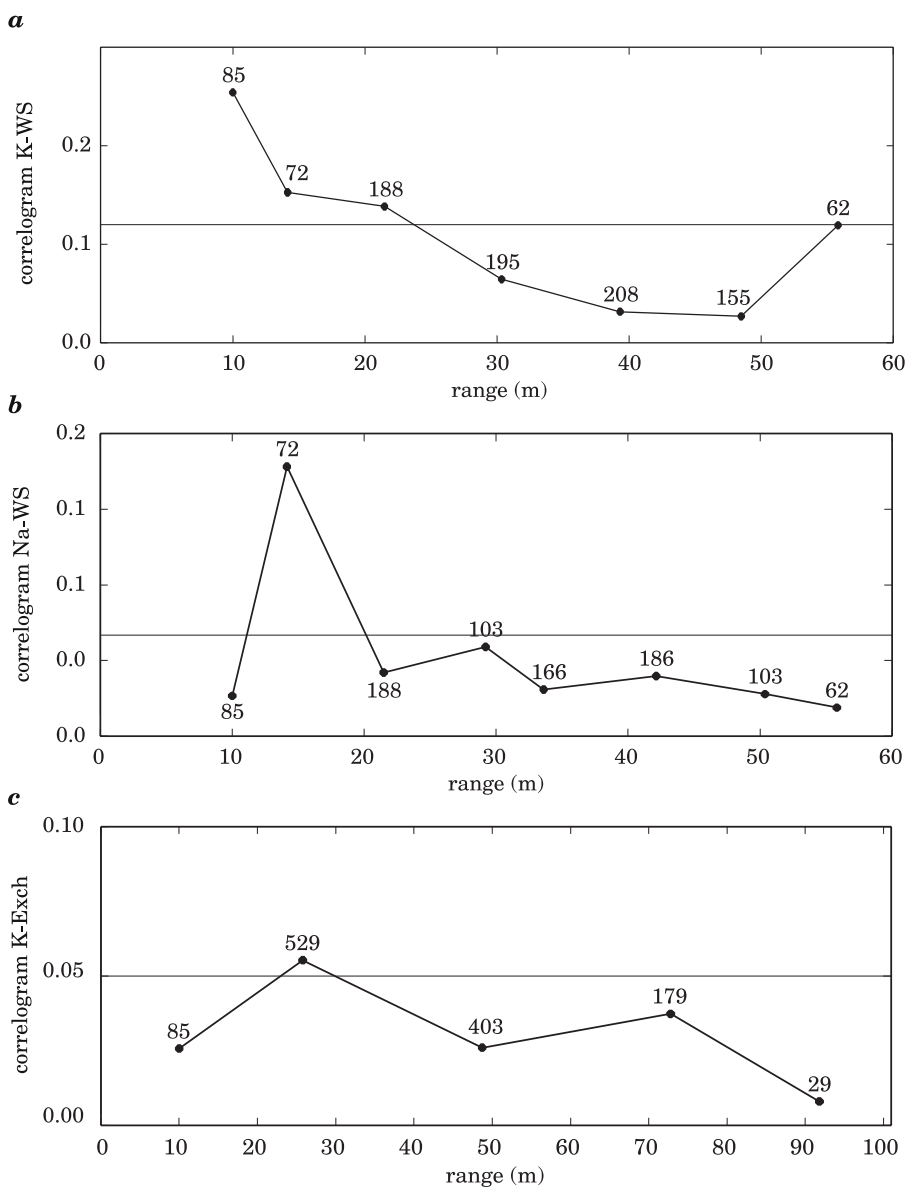 a
correlogram K-WS
0.2
0.1
0.0
85
72
188
195
208
155
62
0 10 20 30 40 50 60
range (m)
b
correlogram Na-WS
0.2
0.1
0.1
0.0
0.0
85
72
188
103
166
186
103
62
0 10 20 30 40 50 60
range (m)
c
correlogram K-Exch
0.10
0.05
0.00
85
529
403
179
29
0 10 20 30 40 50 60 70 80 90 100
range (m)